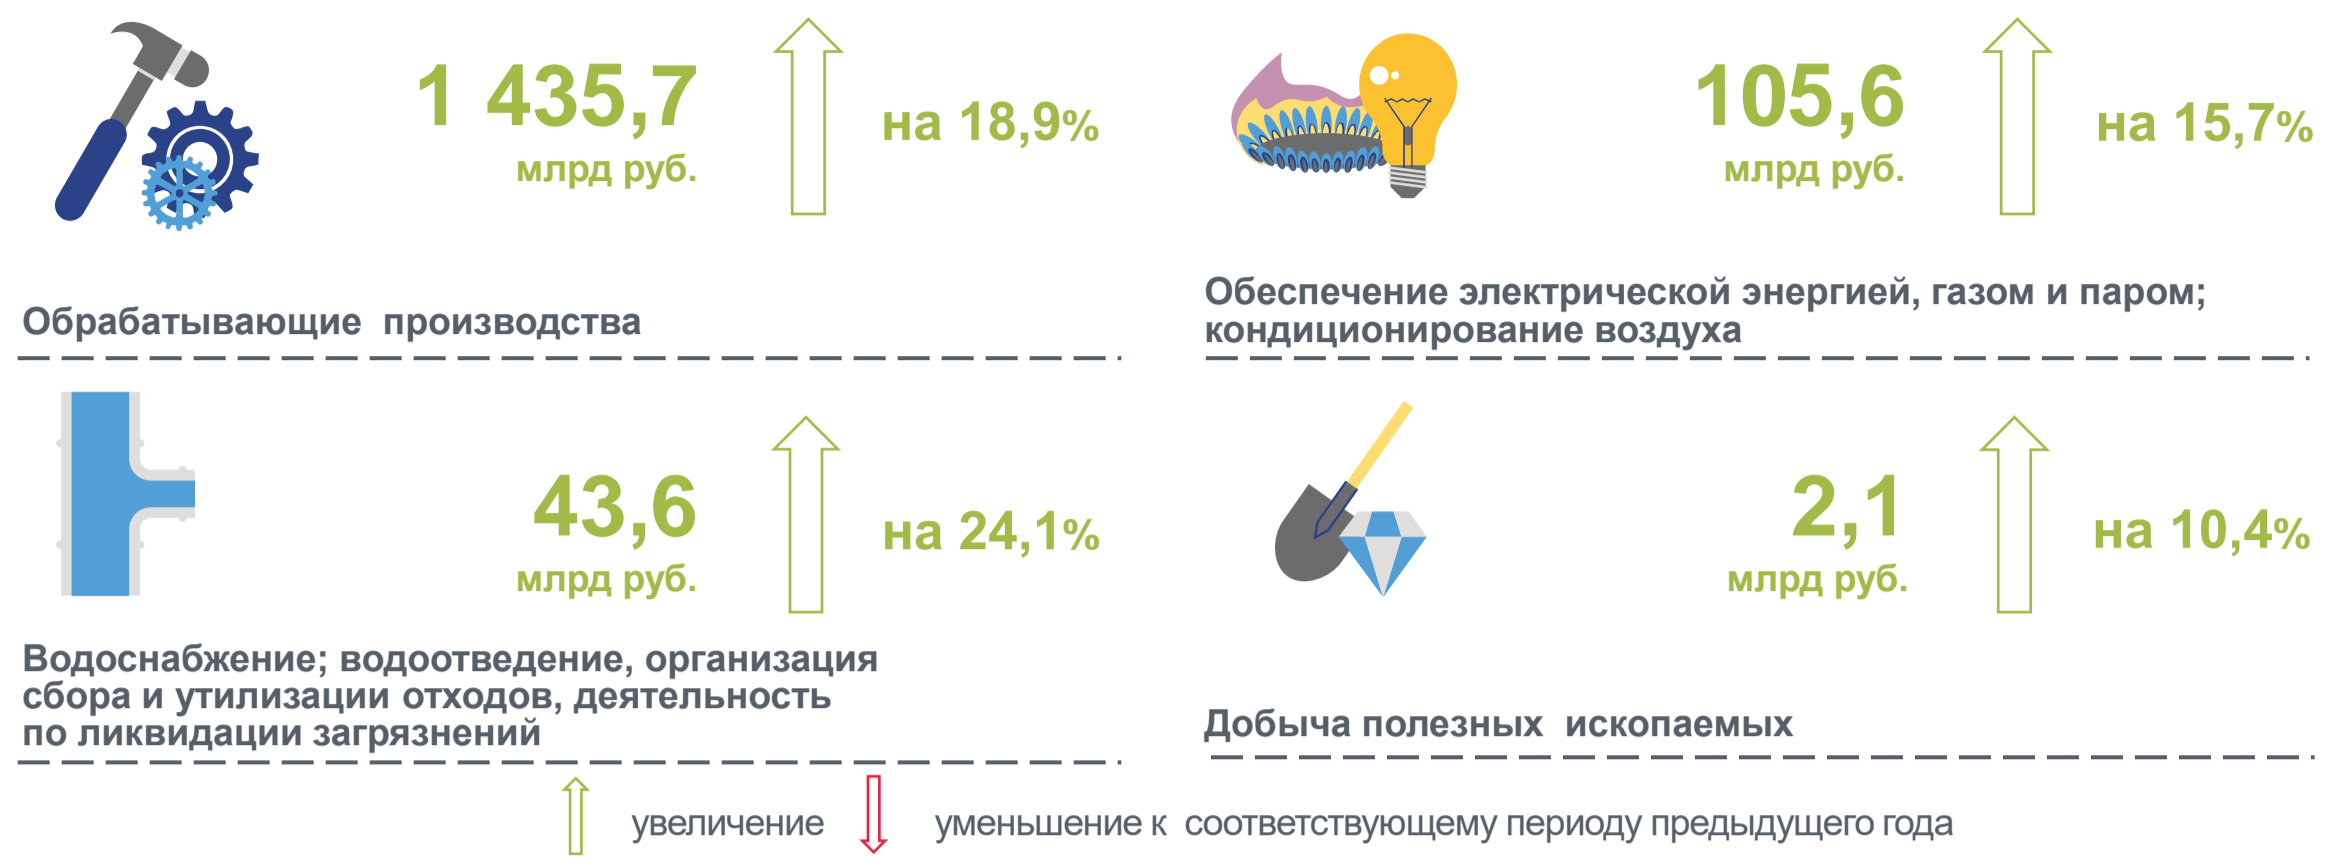 1 435,7
млрд руб.
на 18,9%
Обрабатывающие производства
105,6
млрд руб.
на 15,7%
Обеспечение электрической энергией, газом и паром;
кондиционирование воздуха
43,6
млрд руб.
на 24,1%
Водоснабжение; водоотведение, организация
сбора и утилизации отходов, деятельность
по ликвидации загрязнений
2,1
млрд руб.
на 10,4%
Добыча полезных ископаемых
увеличение
уменьшение к соответствующему периоду предыдущего года